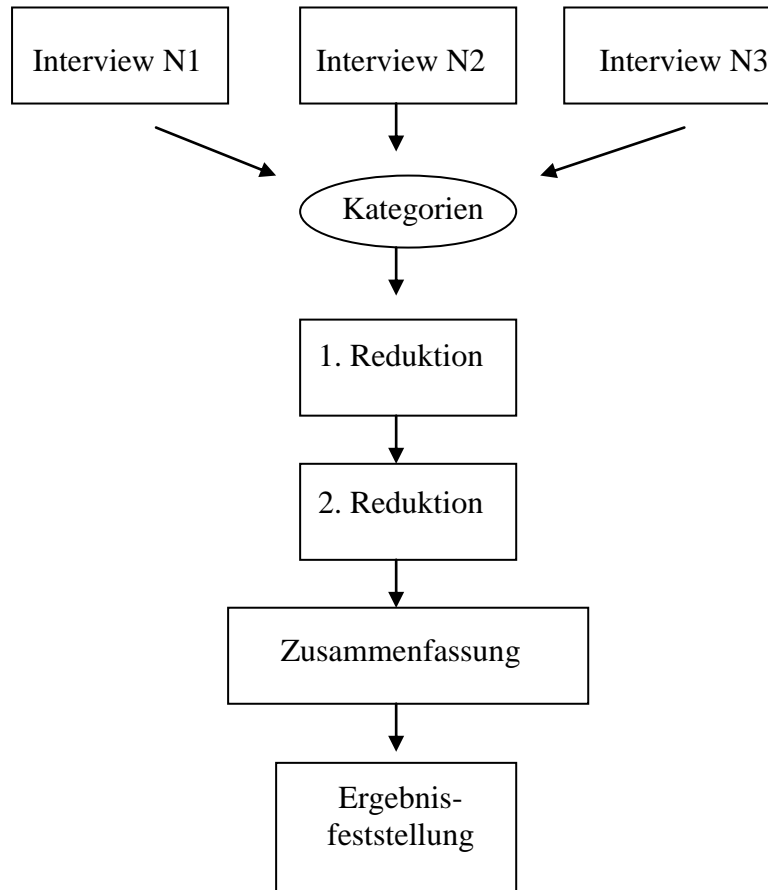 Interview N1
Interview N2
Interview N3
Kategorien
1. Reduktion
2. Reduktion
Zusammenfassung
Ergebnis-
feststellung